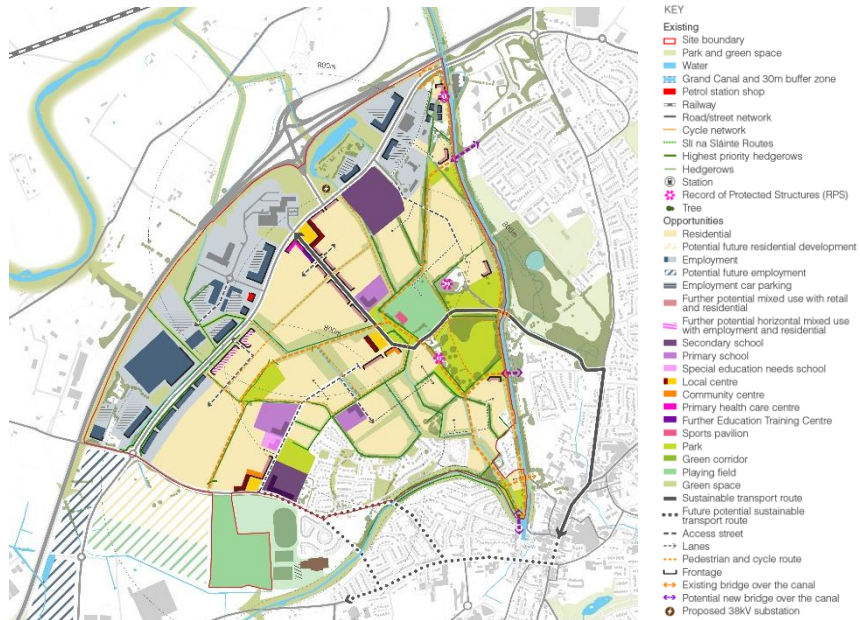 KEY
Existing
Site boundary
Park and green space
Water
Grand Canal and 30m buffer zone
Petrol station shop
Railway
Road/street network
Cycle network
Slí na Sláinte Routes
Highest priority hedgerows
Hedgerows
Station
Record of Protected Structures (RPS)
Tree
Opportunities
Residential
Potential future residential development
Employment
Potential future employment
Employment car parking
Further potential mixed use with retail
and residential
Further potential horizontal mixed use
with employment and residential
Secondary school
Primary school
Special education needs school
Local centre
Community centre
Primary health care centre
Further Education Training Centre
Sports pavilion
Park
Green corridor
Playing field
Green space
Sustainable transport route
Future potential sustainable
transport route
Access street
Lanes
Pedestrian and cycle route
Frontage
Existing bridge over the canal
Potential new bridge over the canal
Proposed 38kV substation
800m
800m
800m